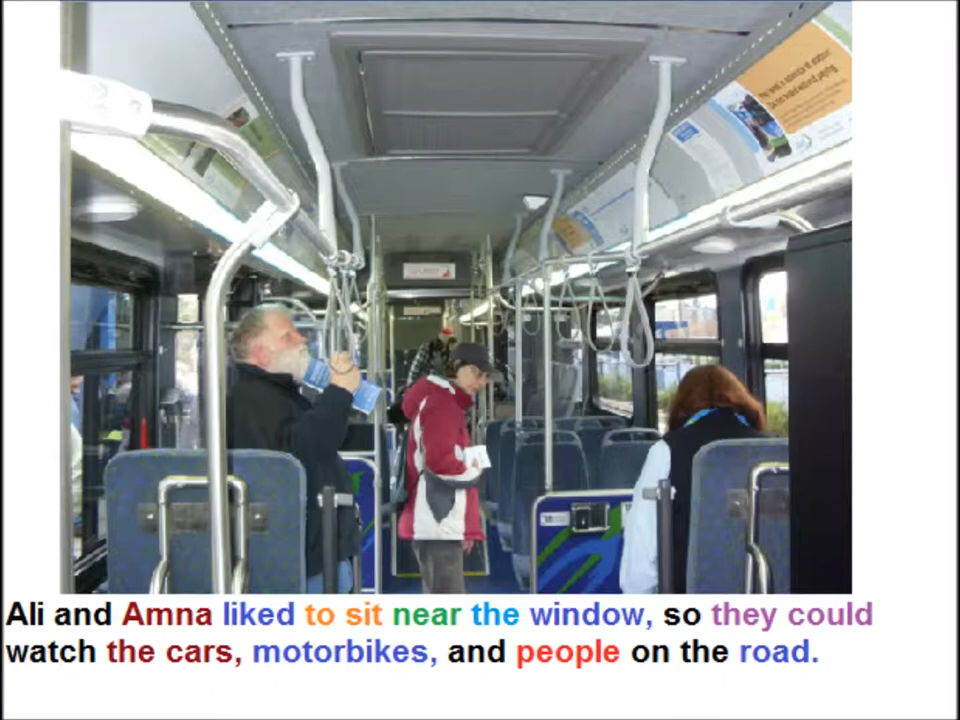 Ali and Amna liked to sit near the window, so they could
watch the cars, motorbikes, and people on the road.